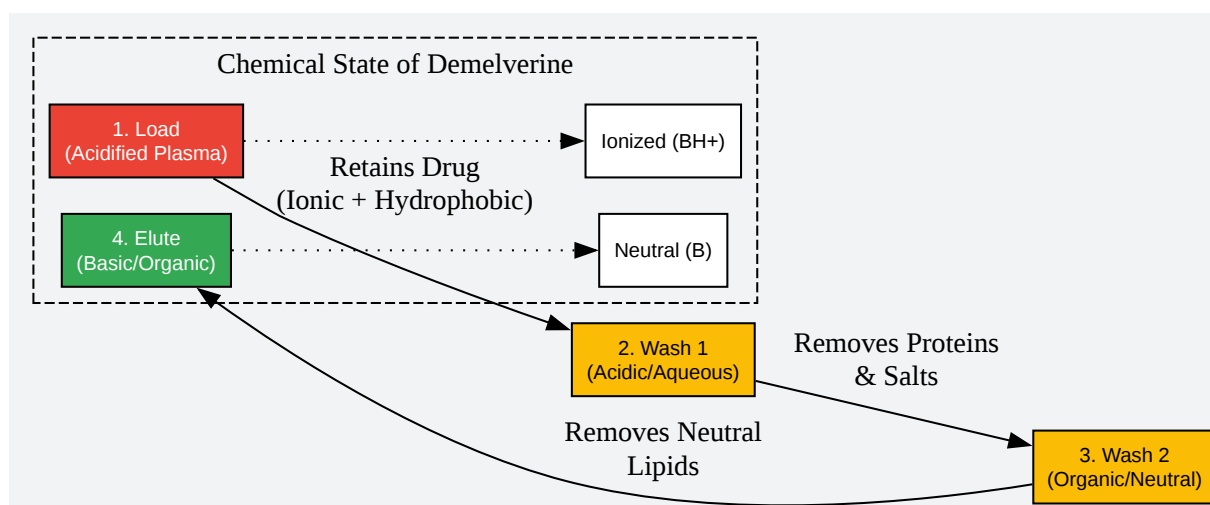 Chemical State of Demelverine
1. Load
(Acidified Plasma)
Ionized (BH+)
Retains Drug
(Ionic + Hydrophobic)
4. Elute
(Basic/Organic)
Neutral (B)
2. Wash 1
(Acidic/Aqueous)
Removes Proteins
& Salts
Removes Neutral
Lipids
3. Wash 2
(Organic/Neutral)